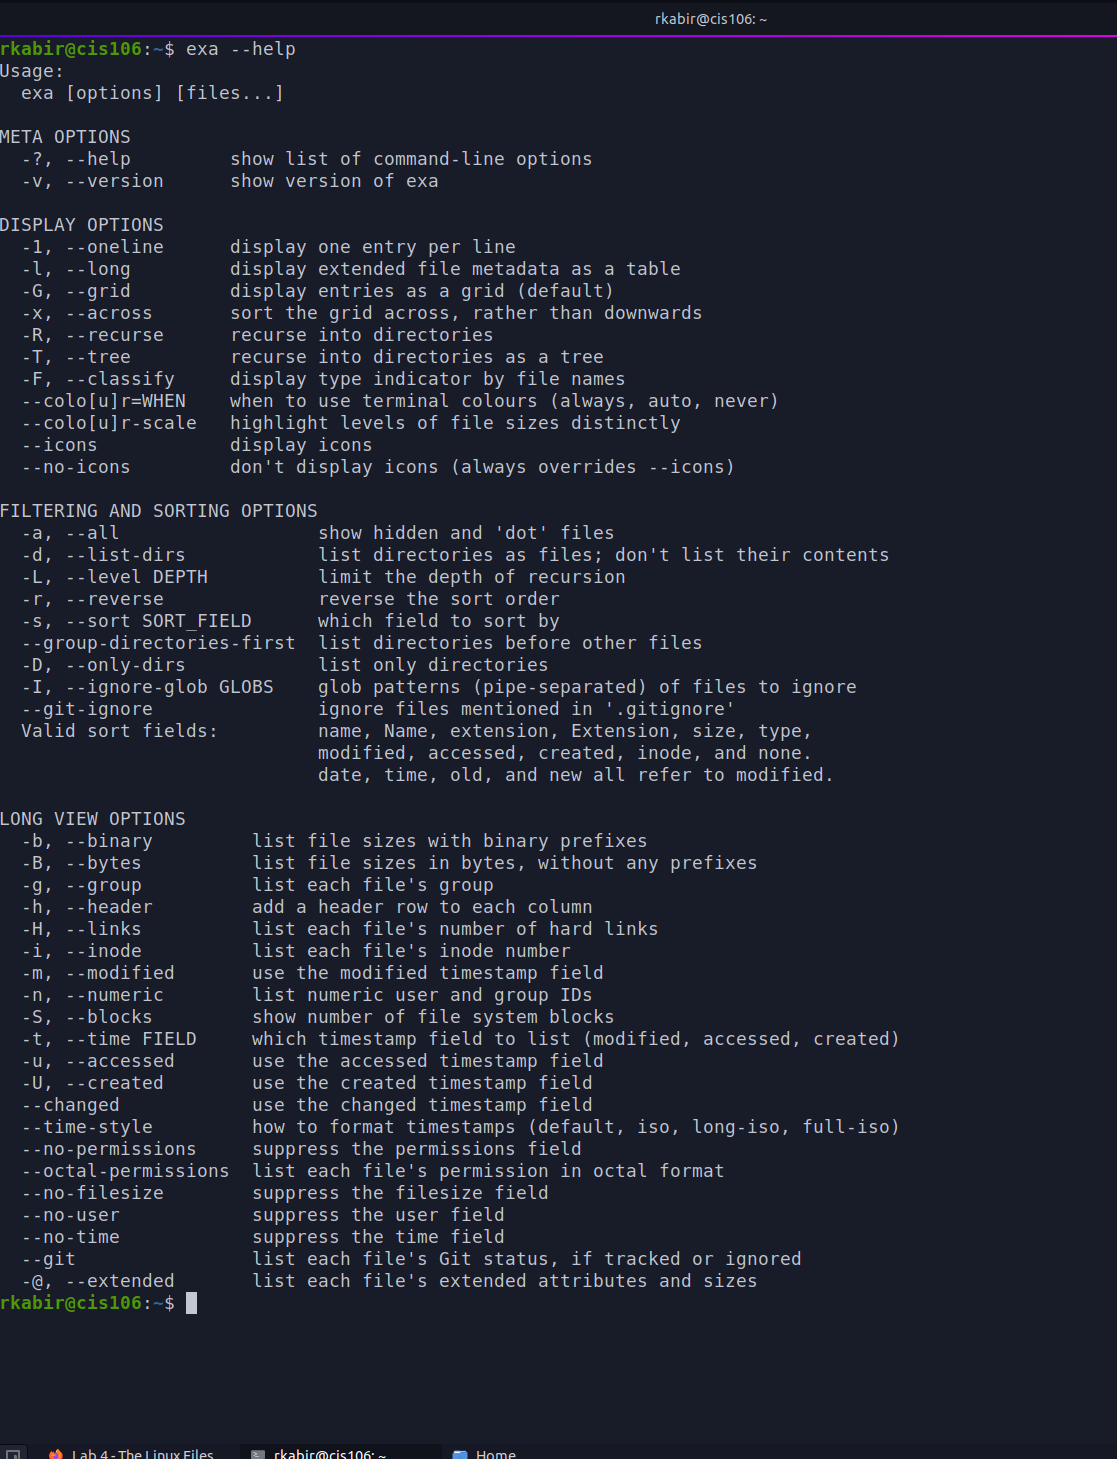 rkabir@cis106: ~
rkabir@cis106:~$ exa --help
Usage:
  exa [options] [files...]

META OPTIONS
  -?, --help         show list of command-line options
  -v, --version      show version of exa

DISPLAY OPTIONS
  -1, --oneline      display one entry per line
  -l, --long         display extended file metadata as a table
  -G, --grid         display entries as a grid (default)
  -x, --across       sort the grid across, rather than downwards
  -R, --recurse      recurse into directories
  -T, --tree         recurse into directories as a tree
  -F, --classify     display type indicator by file names
  --colo[u]r=WHEN    when to use terminal colours (always, auto, never)
  --colo[u]r-scale   highlight levels of file sizes distinctly
  --icons            display icons
  --no-icons         don't display icons (always overrides --icons)

FILTERING AND SORTING OPTIONS
  -a, --all                  show hidden and 'dot' files
  -d, --list-dirs            list directories as files; don't list their contents
  -L, --level DEPTH          limit the depth of recursion
  -r, --reverse              reverse the sort order
  -s, --sort SORT_FIELD      which field to sort by
  --group-directories-first  list directories before other files
  -D, --only-dirs            list only directories
  -I, --ignore-glob GLOBS    glob patterns (pipe-separated) of files to ignore
  --git-ignore               ignore files mentioned in '.gitignore'
  Valid sort fields:         name, Name, extension, Extension, size, type,
                             modified, accessed, created, inode, and none.
                             date, time, old, and new all refer to modified.

LONG VIEW OPTIONS
  -b, --binary         list file sizes with binary prefixes
  -B, --bytes          list file sizes in bytes, without any prefixes
  -g, --group          list each file's group
  -h, --header         add a header row to each column
  -H, --links          list each file's number of hard links
  -i, --inode          list each file's inode number
  -m, --modified       use the modified timestamp field
  -n, --numeric        list numeric user and group IDs
  -S, --blocks         show number of file system blocks
  -t, --time FIELD     which timestamp field to list (modified, accessed, created)
  -u, --accessed       use the accessed timestamp field
  -U, --created        use the created timestamp field
  --changed            use the changed timestamp field
  --time-style         how to format timestamps (default, iso, long-iso, full-iso)
  --no-permissions     suppress the permissions field
  --octal-permissions  list each file's permission in octal format
  --no-filesize        suppress the filesize field
  --no-user            suppress the user field
  --no-time            suppress the time field
  --git                list each file's Git status, if tracked or ignored
  -@, --extended       list each file's extended attributes and sizes
rkabir@cis106:~$
Lab 4 - The Linux Files rkabir@cis106: ~ Home